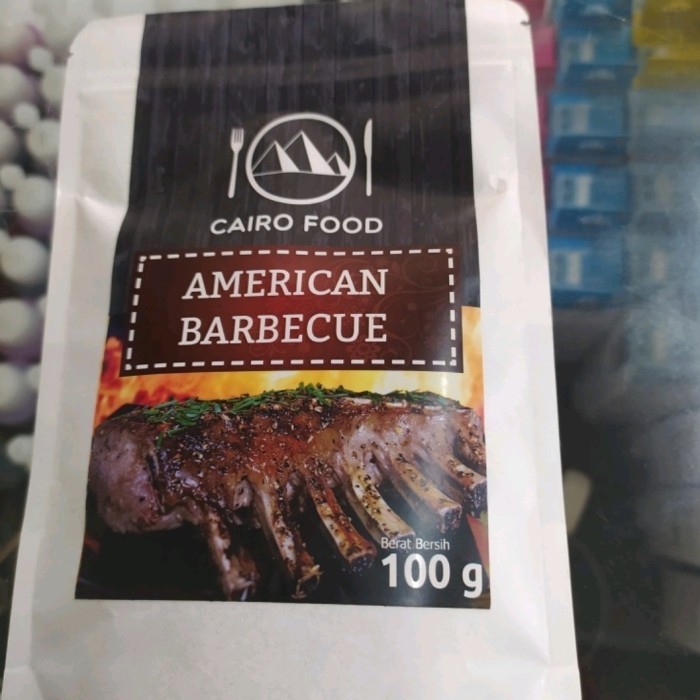 CAIRO FOOD
AMERICAN
BARBECUE
Berat Bersih
100 g